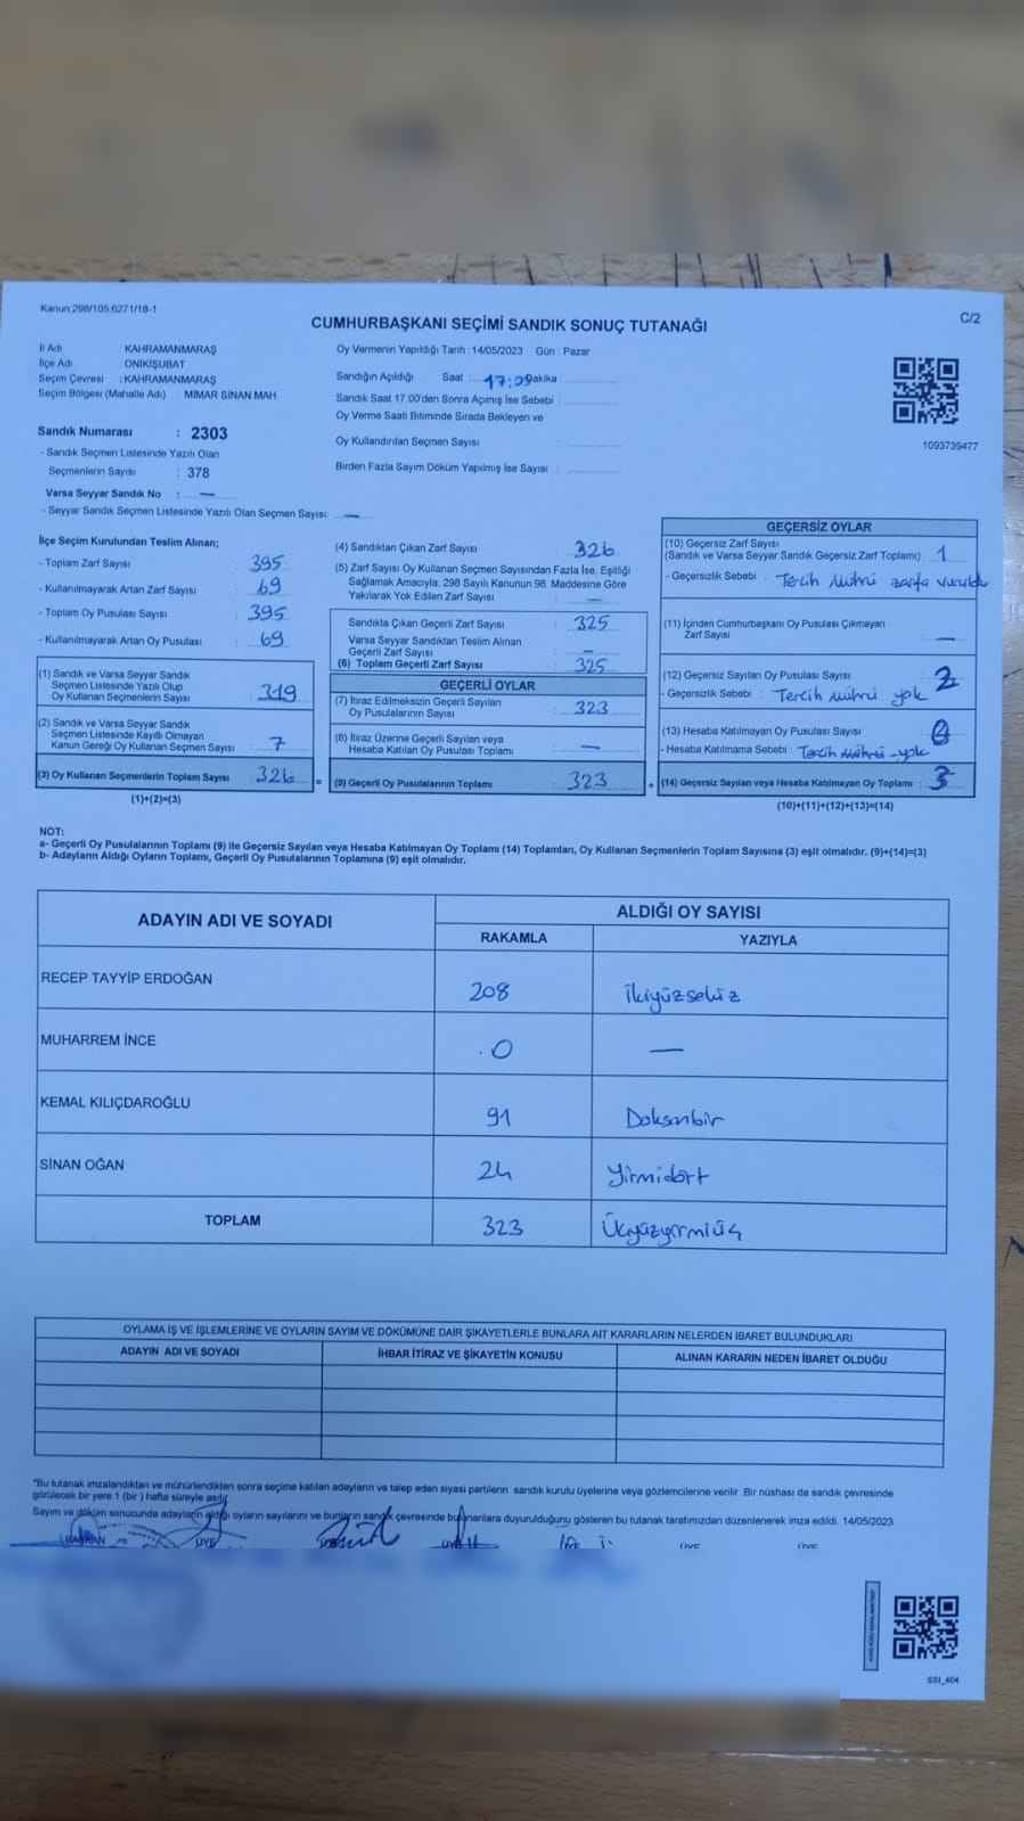 Kanun:298/105.6271/18-1
C/2
CUMHURBAŞKANI SEÇİMİ SANDIK SONUÇ TUTANAĞI
İl Adı : KAHRAMANMARAŞ
İlçe Adı : ONİKİŞUBAT
Seçim Çevresi : KAHRAMANMARAŞ
Seçim Bölgesi (Mahalle Adı) MİMAR SİNAN MAH.
Sandık Numarası : 2303
- Sandık Seçmen Listesinde Yazılı Olan
Seçmenlerin Sayısı : 378
Varsa Seyyar Sandık No : —
- Seyyar Sandık Seçmen Listesinde Yazılı Olan Seçmen Sayısı: —
Oy Vermenin Yapıldığı Tarih :14/05/2023 Gün : Pazar
Sandığın Açıldığı Saat : 17:09 Dakika
Sandık Saat 17.00'den Sonra Açılmış İse Sebebi
Oy Verme Saati Bitiminde Sırada Bekleyen ve
Oy Kullandırılan Seçmen Sayısı
Birden Fazla Sayım Döküm Yapılmış İse Sayısı
1093739477
İlçe Seçim Kurulundan Teslim Alınan;
- Toplam Zarf Sayısı : 395
- Kullanılmayarak Artan Zarf Sayısı : 69
- Toplam Oy Pusulası Sayısı : 395
- Kullanılmayarak Artan Oy Pusulası : 69
(1) Sandık ve Varsa Seyyar Sandık
Seçmen Listesinde Yazılı Olup
Oy Kullanan Seçmenlerin Sayısı : 319
(2) Sandık ve Varsa Seyyar Sandık
Seçmen Listesinde Kayıtlı Olmayan
Kanun Gereği Oy Kullanan Seçmen Sayısı : 7
(3) Oy Kullanan Seçmenlerin Toplam Sayısı 326
(1)+(2)=(3)
(4) Sandıktan Çıkan Zarf Sayısı : 326
(5) Zarf Sayısı Oy Kullanan Seçmen Sayısından Fazla İse, Eşitliği
Sağlamak Amacıyla, 298 Sayılı Kanunun 98. Maddesine Göre
Yakılarak Yok Edilen Zarf Sayısı —
Sandıkta Çıkan Geçerli Zarf Sayısı : 325
Varsa Seyyar Sandıktan Teslim Alınan
Geçerli Zarf Sayısı —
(6) Toplam Geçerli Zarf Sayısı 325
GEÇERLİ OYLAR
(7) İtiraz Edilmeksizin Geçerli Sayılan
Oy Pusulalarının Sayısı 323
(8) İtiraz Üzerine Geçerli Sayılan veya
Hesaba Katılan Oy Pusulası Toplamı —
= (9) Geçerli Oy Pusulalarının Toplamı 323
GEÇERSİZ OYLAR
(10) Geçersiz Zarf Sayısı
(Sandık ve Varsa Seyyar Sandık Geçersiz Zarf Toplamı) 1
- Geçersizlik Sebebi : Tercih Mührü zarfa vuruldu
(11) İçinden Cumhurbaşkanı Oy Pusulası Çıkmayan
Zarf Sayısı —
(12) Geçersiz Sayılan Oy Pusulası Sayısı 2
- Geçersizlik Sebebi : Tercih mührü yok
(13) Hesaba Katılmayan Oy Pusulası Sayısı
- Hesaba Katılmama Sebebi : Tercih mührü yok
+ (14) Geçersiz Sayılan veya Hesaba Katılmayan Oy Toplamı : 3
(10)+(11)+(12)+(13)=(14)
NOT:
a- Geçerli Oy Pusulalarının Toplamı (9) ile Geçersiz Sayılan veya Hesaba Katılmayan Oy Toplamı (14) Toplamları, Oy Kullanan Seçmenlerin Toplam Sayısına (3) eşit olmalıdır. (9)+(14)=(3)
b- Adayların Aldığı Oyların Toplamı, Geçerli Oy Pusulalarının Toplamına (9) eşit olmalıdır.
ADAYIN ADI VE SOYADI
ALDIĞI OY SAYISI
RAKAMLA YAZIYLA
RECEP TAYYİP ERDOĞAN 208 İkiyüzsekiz
MUHARREM İNCE 0 —
KEMAL KILIÇDAROĞLU 91 Doksanbir
SİNAN OĞAN 24 Yirmidört
TOPLAM 323 Üçyüzyirmiüç
OYLAMA İŞ VE İŞLEMLERİNE VE OYLARIN SAYIM VE DÖKÜMÜNE DAİR ŞİKAYETLERLE BUNLARA AİT KARARLARIN NELERDEN İBARET BULUNDUKLARI
ADAYIN ADI VE SOYADI İHBAR İTİRAZ VE ŞİKAYETİN KONUSU ALINAN KARARIN NEDEN İBARET OLDUĞU
"Bu tutanak imzalandıktan ve mühürlendikten sonra seçime katılan adayların ve talep eden siyasi partilerin sandık kurulu üyelerine veya gözlemcilerine verilir. Bir nüshası da sandık çevresinde
görülecek bir yere 1 (bir) hafta süreyle asılır
Sayım ve döküm sonucunda adayların aldığı oyların sayılarını ve bunların sandık çevresinde bulunanlara duyurulduğunu gösteren bu tutanak tarafımızdan düzenlenerek imza edildi. 14/05/2023
BAŞKAN ÜYE ÜYE ÜYE
SSI_404